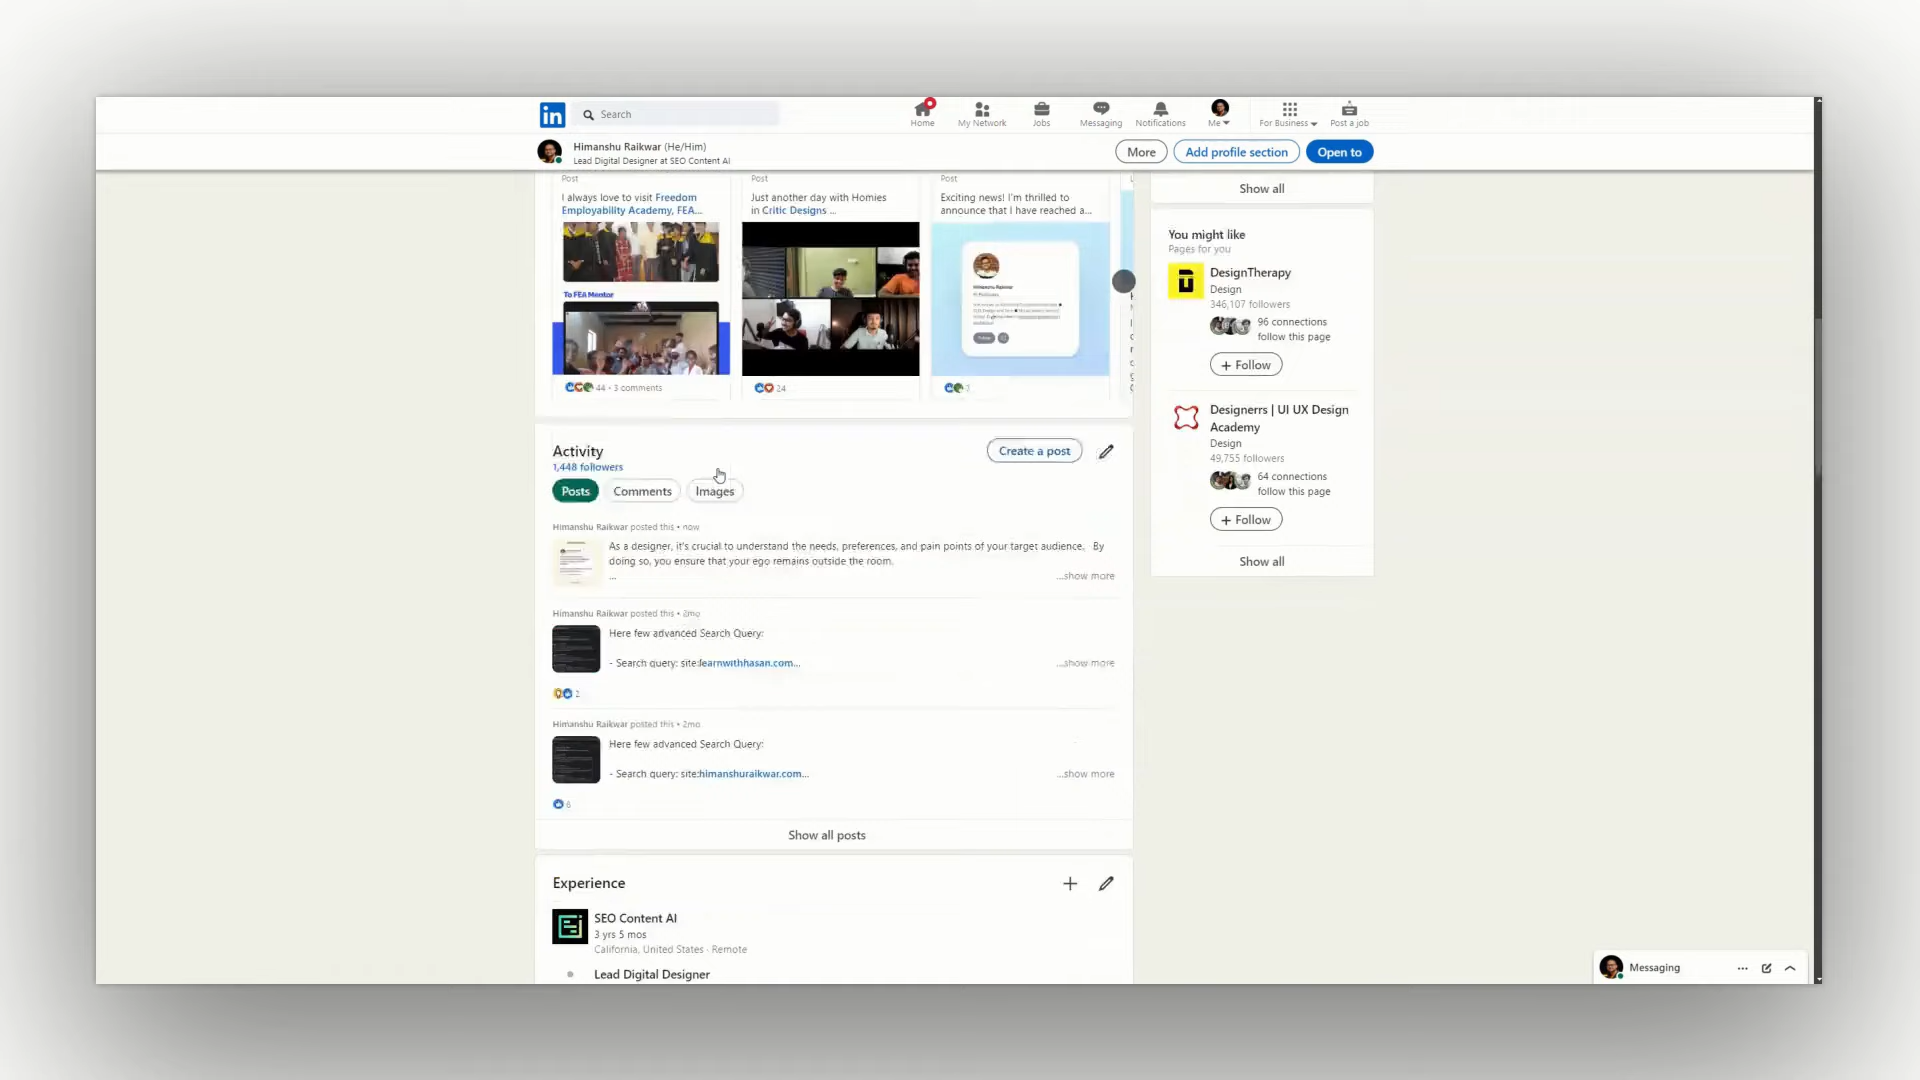 in
Search
Home
My Network
Jobs
Messaging
Notifications
Me
For Business
Post a job
Himanshu Raikwar (He/Him)
Lead Digital Designer at SEO Content AI
More
Add profile section
Open to
Post
I always love to visit Freedom
Employability Academy, FEA...
To FEA Mentor
44 • 3 comments
Post
Just another day with Homies
in Critic Designs ...
24
Post
Exciting news! I'm thrilled to
announce that I have reached a...
Himanshu Raikwar
7
Show all
You might like
Pages for you
DesignTherapy
Design
346,107 followers
96 connections
follow this page
+ Follow
Designerrs | UI UX Design
Academy
Design
49,755 followers
64 connections
follow this page
+ Follow
Show all
Activity
1,448 followers
Create a post
Posts
Comments
Images
Himanshu Raikwar posted this • now
As a designer, it's crucial to understand the needs, preferences, and pain points of your target audience. By
doing so, you ensure that your ego remains outside the room.
...
...show more
Himanshu Raikwar posted this • 2mo
Here few advanced Search Query:
- Search query: site:learnwithhasan.com...
...show more
2
Himanshu Raikwar posted this • 2mo
Here few advanced Search Query:
- Search query: site:himanshuraikwar.com...
...show more
6
Show all posts
Experience
SEO Content AI
3 yrs 5 mos
California, United States · Remote
Lead Digital Designer
Messaging